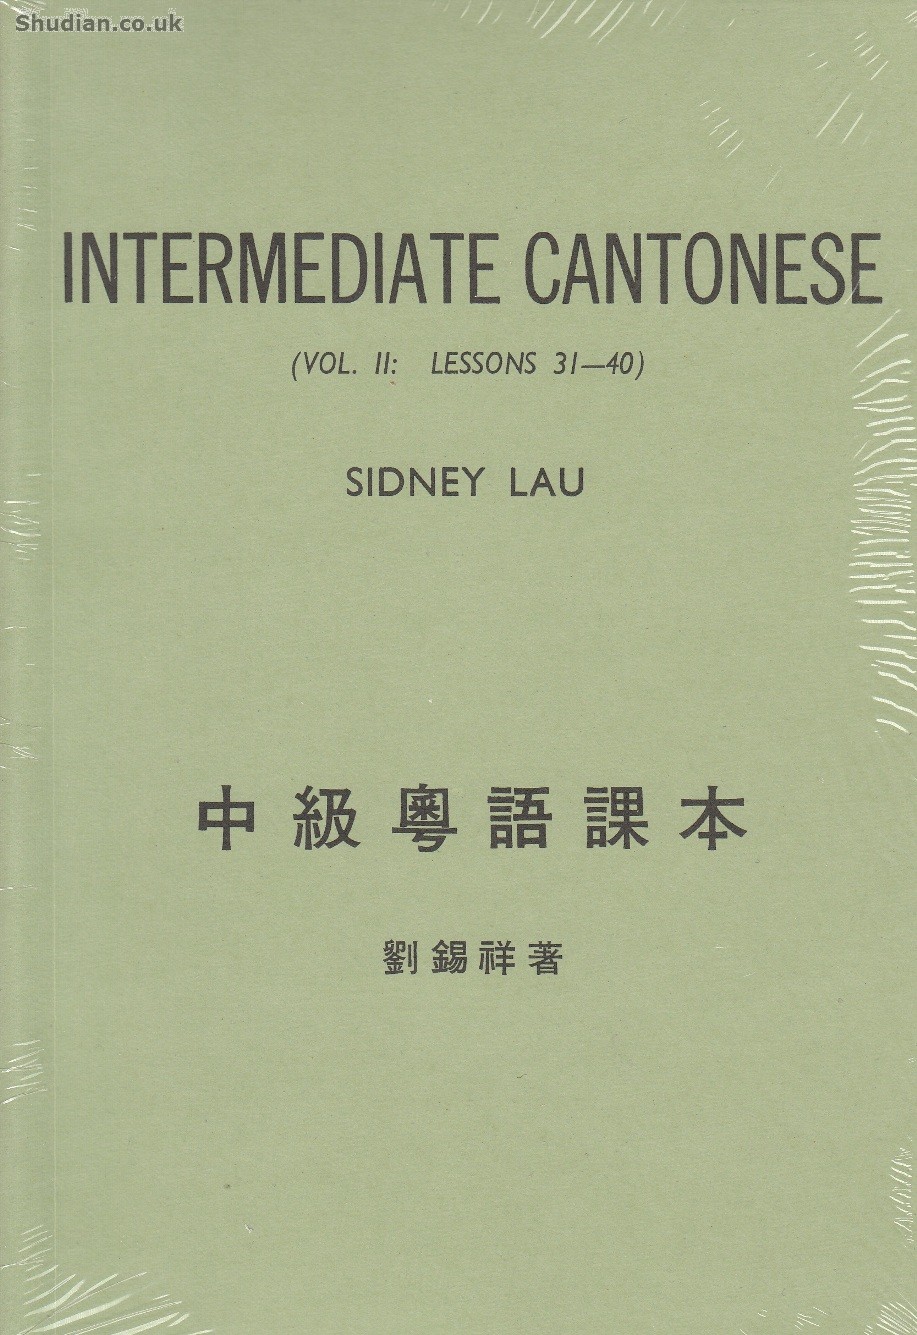 Shudian.co.uk
INTERMEDIATE CANTONESE
(VOL. II: LESSONS 31—40)
SIDNEY LAU
中級粵語課本
劉錫祥著